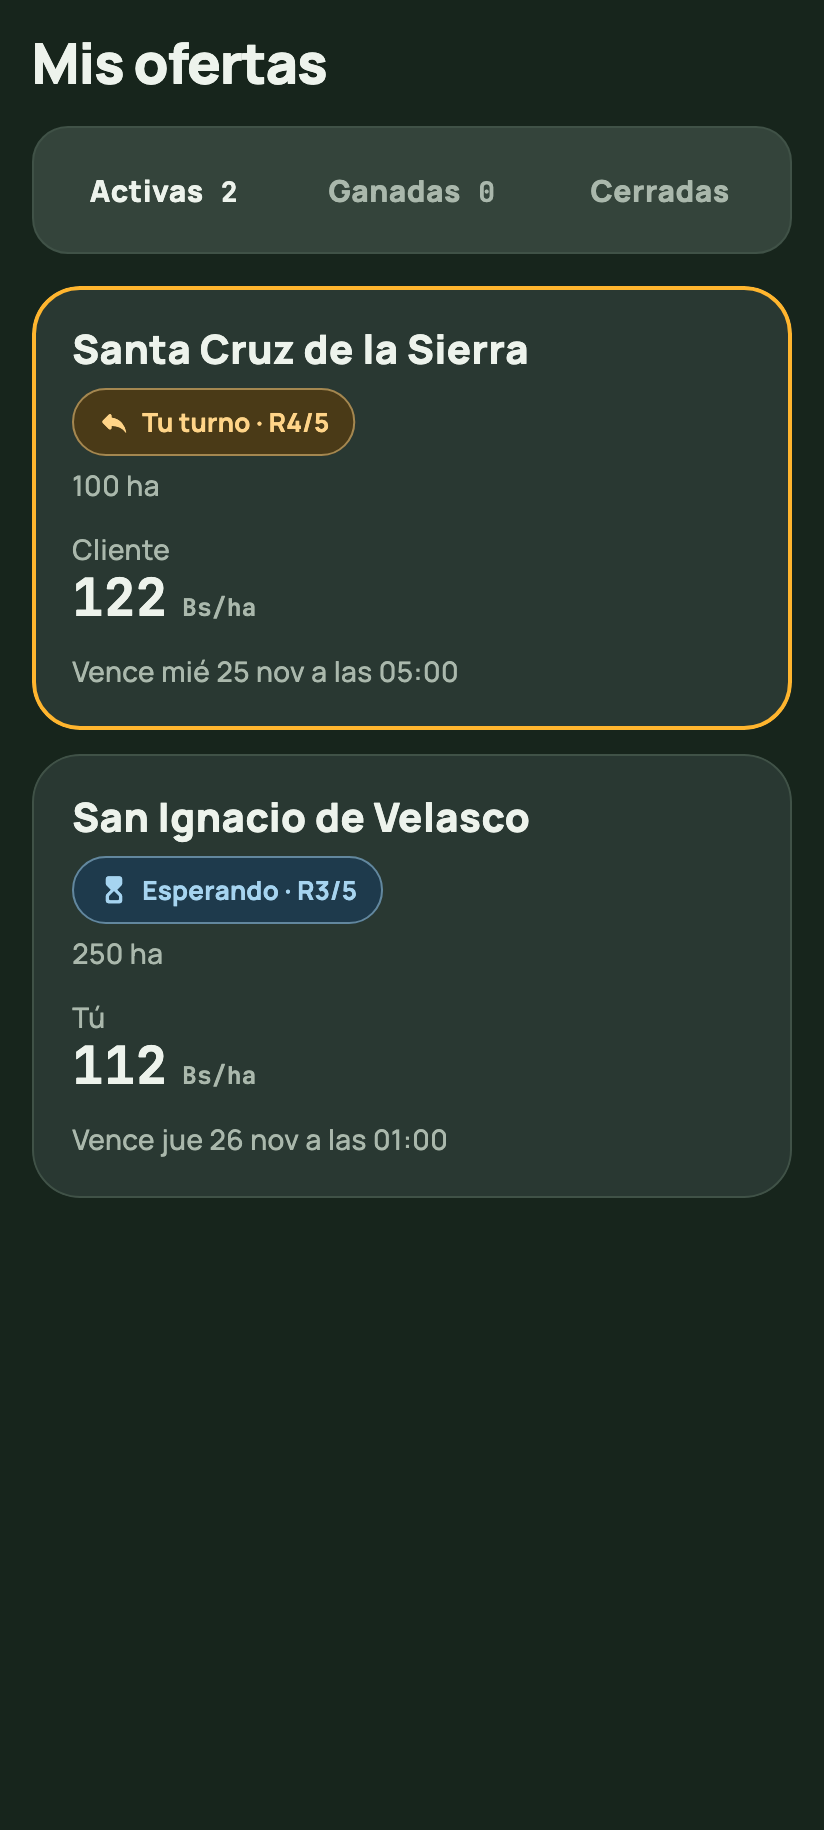 Mis ofertas
Activas 2 Ganadas 0 Cerradas
Santa Cruz de la Sierra
Tu turno · R4/5
100 ha
Cliente
122 Bs/ha
Vence mié 25 nov a las 05:00
San Ignacio de Velasco
Esperando · R3/5
250 ha
Tú
112 Bs/ha
Vence jue 26 nov a las 01:00